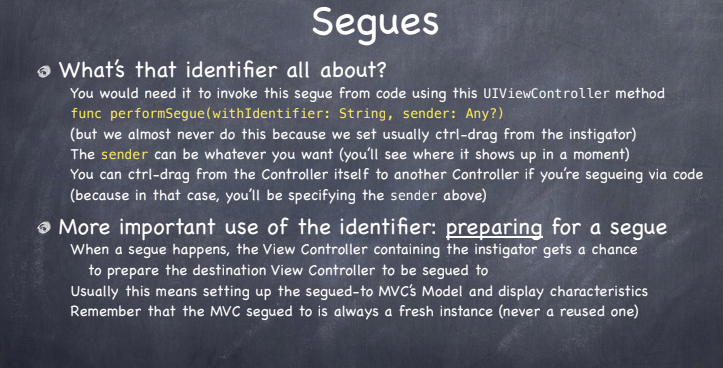 Segues
What's that identifier all about?
You would need it to invoke this segue from code using this UIViewController method
func performSegue(withIdentifier: String, sender: Any?)
(but we almost never do this because we set usually ctrl-drag from the instigator)
The sender can be whatever you want (you'll see where it shows up in a moment)
You can ctrl-drag from the Controller itself to another Controller if you're segueing via code
(because in that case, you'll be specifying the sender above)
More important use of the identifier: preparing for a segue
When a segue happens, the View Controller containing the instigator gets a chance
to prepare the destination View Controller to be segued to
Usually this means setting up the segued-to MVC's Model and display characteristics
Remember that the MVC segued to is always a fresh instance (never a reused one)